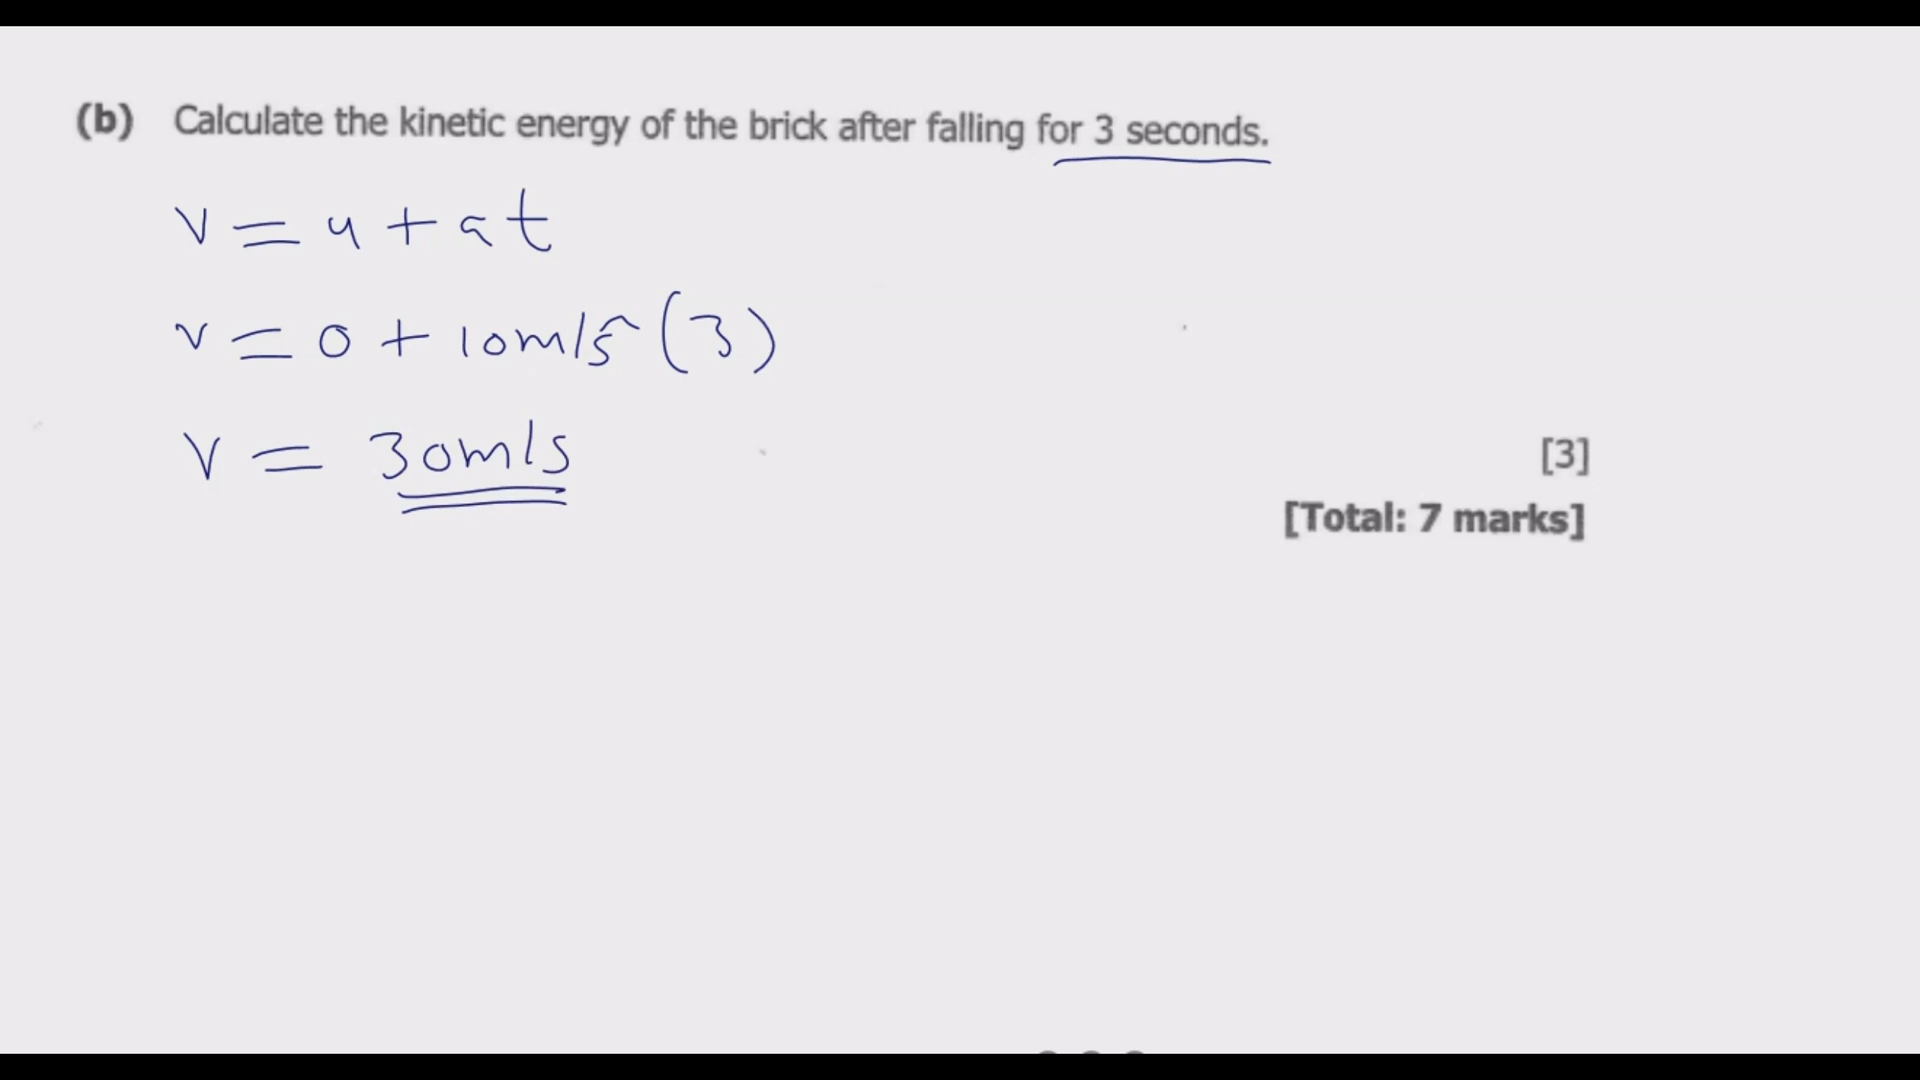 (b) Calculate the kinetic energy of the brick after falling for 3 seconds.
v = u + at
v = 0 + 10m/s² (3)
v = 30m/s
[3]
[Total: 7 marks]